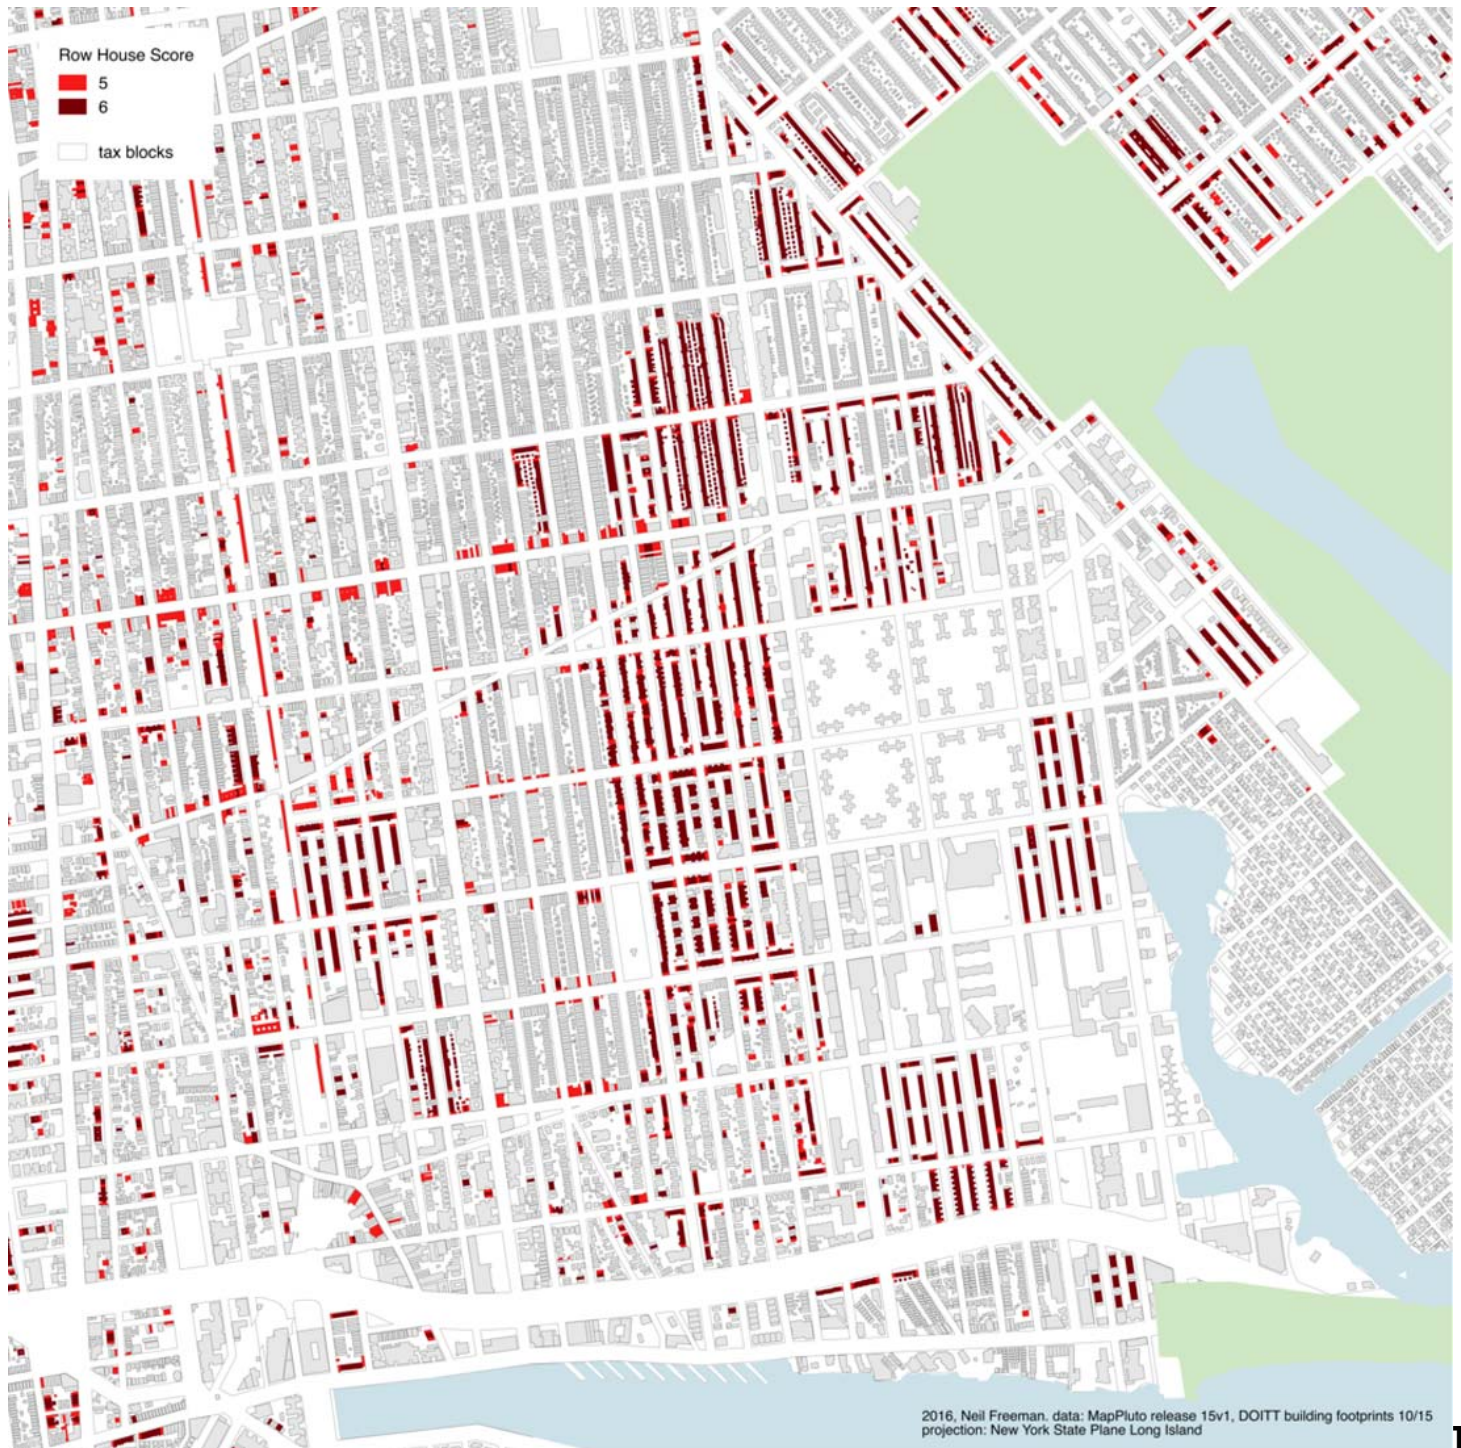 Row House Score
5
6
tax blocks
2016, Neil Freeman. data: MapPluto release 15v1, DOITT building footprints 10/15
projection: New York State Plane Long Island